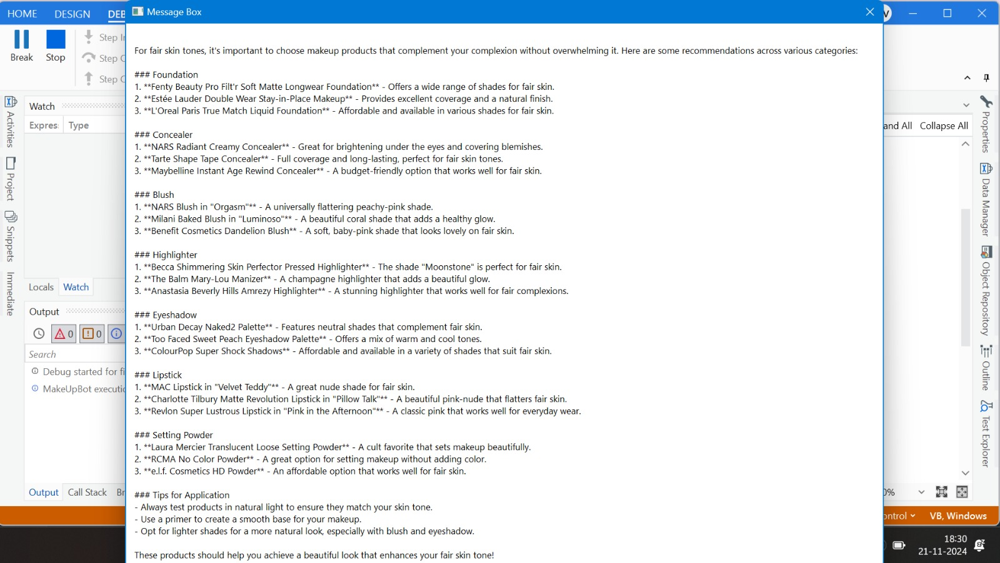 HOME DESIGN DEB
Message Box
V
Break
Stop
Step In
Step O
Step O
Watch
Expres: Type
Locals Watch
Output
0 0
Search
Debug started for fi
MakeUpBot executio
Output Call Stack Br
Activities
Project
Snippets
Immediate
For fair skin tones, it's important to choose makeup products that complement your complexion without overwhelming it. Here are some recommendations across various categories:
### Foundation
1. **Fenty Beauty Pro Filt'r Soft Matte Longwear Foundation** - Offers a wide range of shades for fair skin.
2. **Estée Lauder Double Wear Stay-in-Place Makeup** - Provides excellent coverage and a natural finish.
3. **L'Oreal Paris True Match Liquid Foundation** - Affordable and available in various shades for fair skin.
### Concealer
1. **NARS Radiant Creamy Concealer** - Great for brightening under the eyes and covering blemishes.
2. **Tarte Shape Tape Concealer** - Full coverage and long-lasting, perfect for fair skin tones.
3. **Maybelline Instant Age Rewind Concealer** - A budget-friendly option that works well for fair skin.
### Blush
1. **NARS Blush in "Orgasm"** - A universally flattering peachy-pink shade.
2. **Milani Baked Blush in "Luminoso"** - A beautiful coral shade that adds a healthy glow.
3. **Benefit Cosmetics Dandelion Blush** - A soft, baby-pink shade that looks lovely on fair skin.
### Highlighter
1. **Becca Shimmering Skin Perfector Pressed Highlighter** - The shade "Moonstone" is perfect for fair skin.
2. **The Balm Mary-Lou Manizer** - A champagne highlighter that adds a beautiful glow.
3. **Anastasia Beverly Hills Amrezy Highlighter** - A stunning highlighter that works well for fair complexions.
### Eyeshadow
1. **Urban Decay Naked2 Palette** - Features neutral shades that complement fair skin.
2. **Too Faced Sweet Peach Eyeshadow Palette** - Offers a mix of warm and cool tones.
3. **ColourPop Super Shock Shadows** - Affordable and available in a variety of shades that suit fair skin.
### Lipstick
1. **MAC Lipstick in "Velvet Teddy"** - A great nude shade for fair skin.
2. **Charlotte Tilbury Matte Revolution Lipstick in "Pillow Talk"** - A beautiful pink-nude that flatters fair skin.
3. **Revlon Super Lustrous Lipstick in "Pink in the Afternoon"** - A classic pink that works well for everyday wear.
### Setting Powder
1. **Laura Mercier Translucent Loose Setting Powder** - A cult favorite that sets makeup beautifully.
2. **RCMA No Color Powder** - A great option for setting makeup without adding color.
3. **e.l.f. Cosmetics HD Powder** - An affordable option that works well for fair skin.
### Tips for Application
- Always test products in natural light to ensure they match your skin tone.
- Use a primer to create a smooth base for your makeup.
- Opt for lighter shades for a more natural look, especially with blush and eyeshadow.
These products should help you achieve a beautiful look that enhances your fair skin tone!
and All Collapse All
Properties
Data Manager
Object Repository
Outline
Test Explorer
0%
ontrol VB, Windows
18:30
21-11-2024